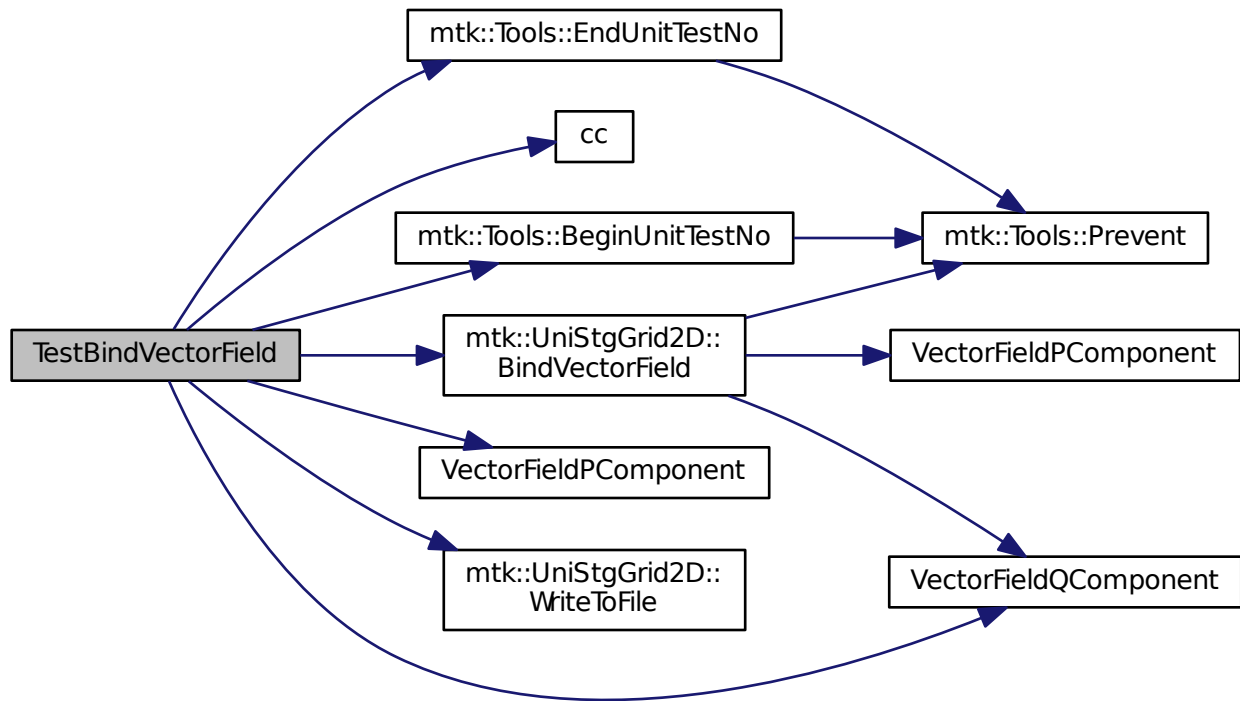 mtk::Tools::EndUnitTestNo
cc
mtk::Tools::BeginUnitTestNo
mtk::Tools::Prevent
TestBindVectorField
mtk::UniStgGrid2D::
BindVectorField
VectorFieldPComponent
VectorFieldPComponent
mtk::UniStgGrid2D::
WriteToFile
VectorFieldQComponent